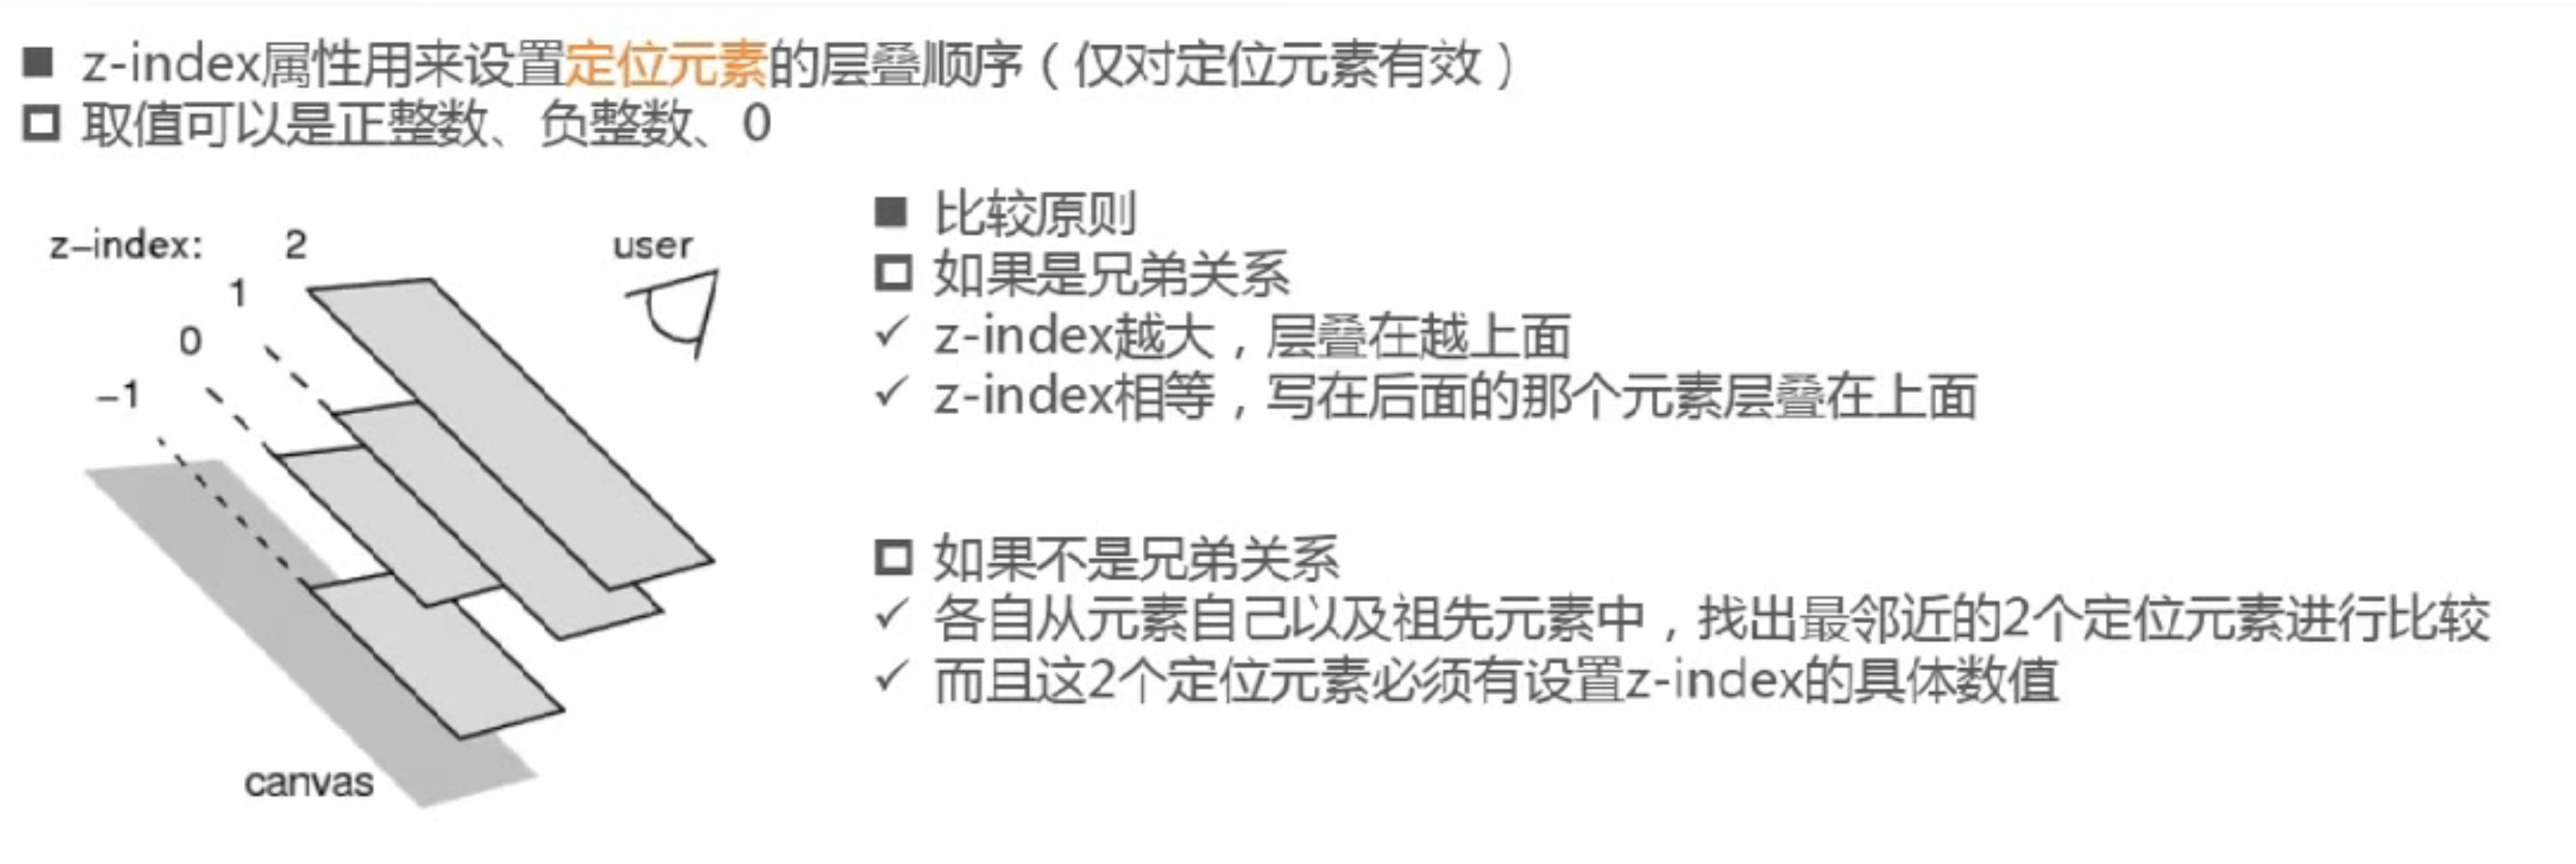 z-index属性用来设置定位元素的层叠顺序（仅对定位元素有效）
取值可以是正整数、负整数、0
z-index:
2
1
0
-1
user
canvas
比较原则
如果是兄弟关系
z-index越大，层叠在越上面
z-index相等，写在后面的那个元素层叠在上面
如果不是兄弟关系
各自从元素自己以及祖先元素中，找出最邻近的2个定位元素进行比较
而且这2个定位元素必须有设置z-index的具体数值